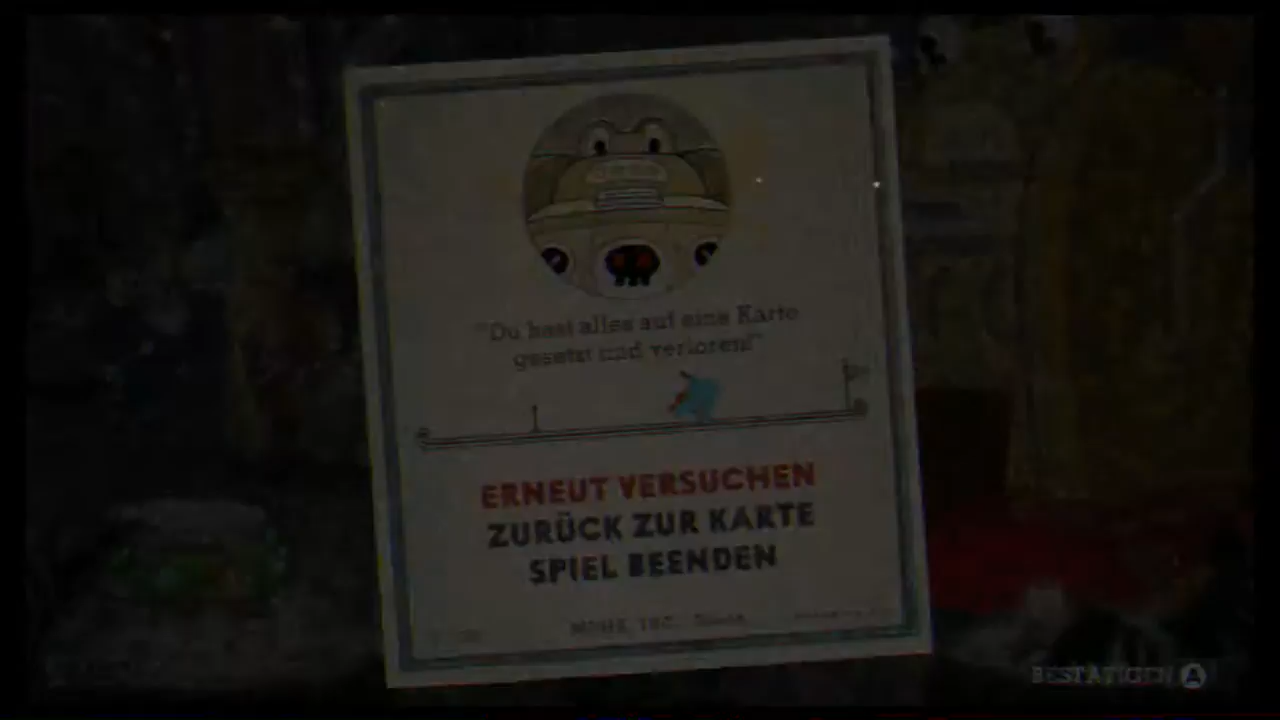 "Du hast alles auf eine Karte
gesetzt und verloren!"
ERNEUT VERSUCHEN
ZURÜCK ZUR KARTE
SPIEL BEENDEN
BESTÄTIGEN A